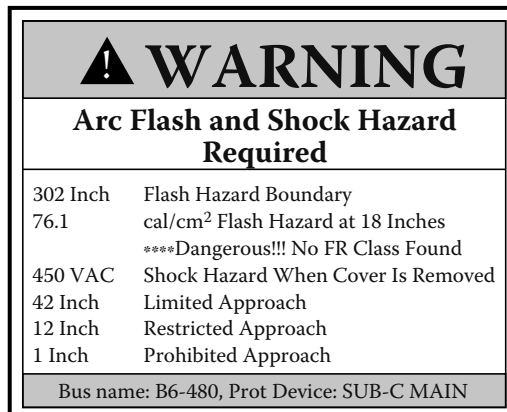 WARNING
Arc Flash and Shock Hazard
Required
302 Inch Flash Hazard Boundary
76.1 cal/cm² Flash Hazard at 18 Inches
****Dangerous!!! No FR Class Found
450 VAC Shock Hazard When Cover Is Removed
42 Inch Limited Approach
12 Inch Restricted Approach
1 Inch Prohibited Approach
Bus name: B6-480, Prot Device: SUB-C MAIN